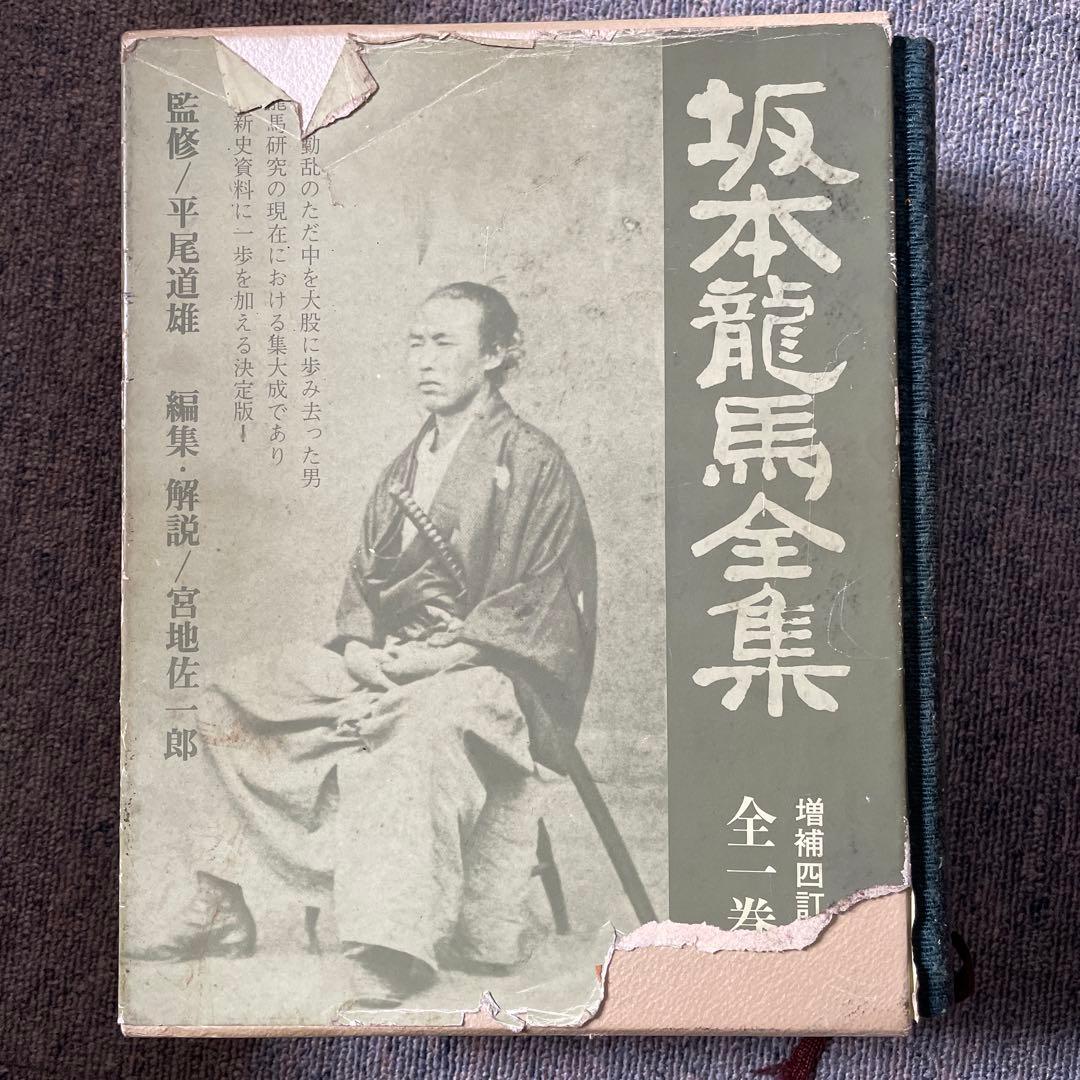 坂本龍馬全集
増補四訂
全一巻
動乱のただ中を大股に歩み去った男
龍馬研究の現在における集大成であり
新史資料に一歩を加える決定版!
監修/平尾道雄 編集・解説/宮地佐一郎